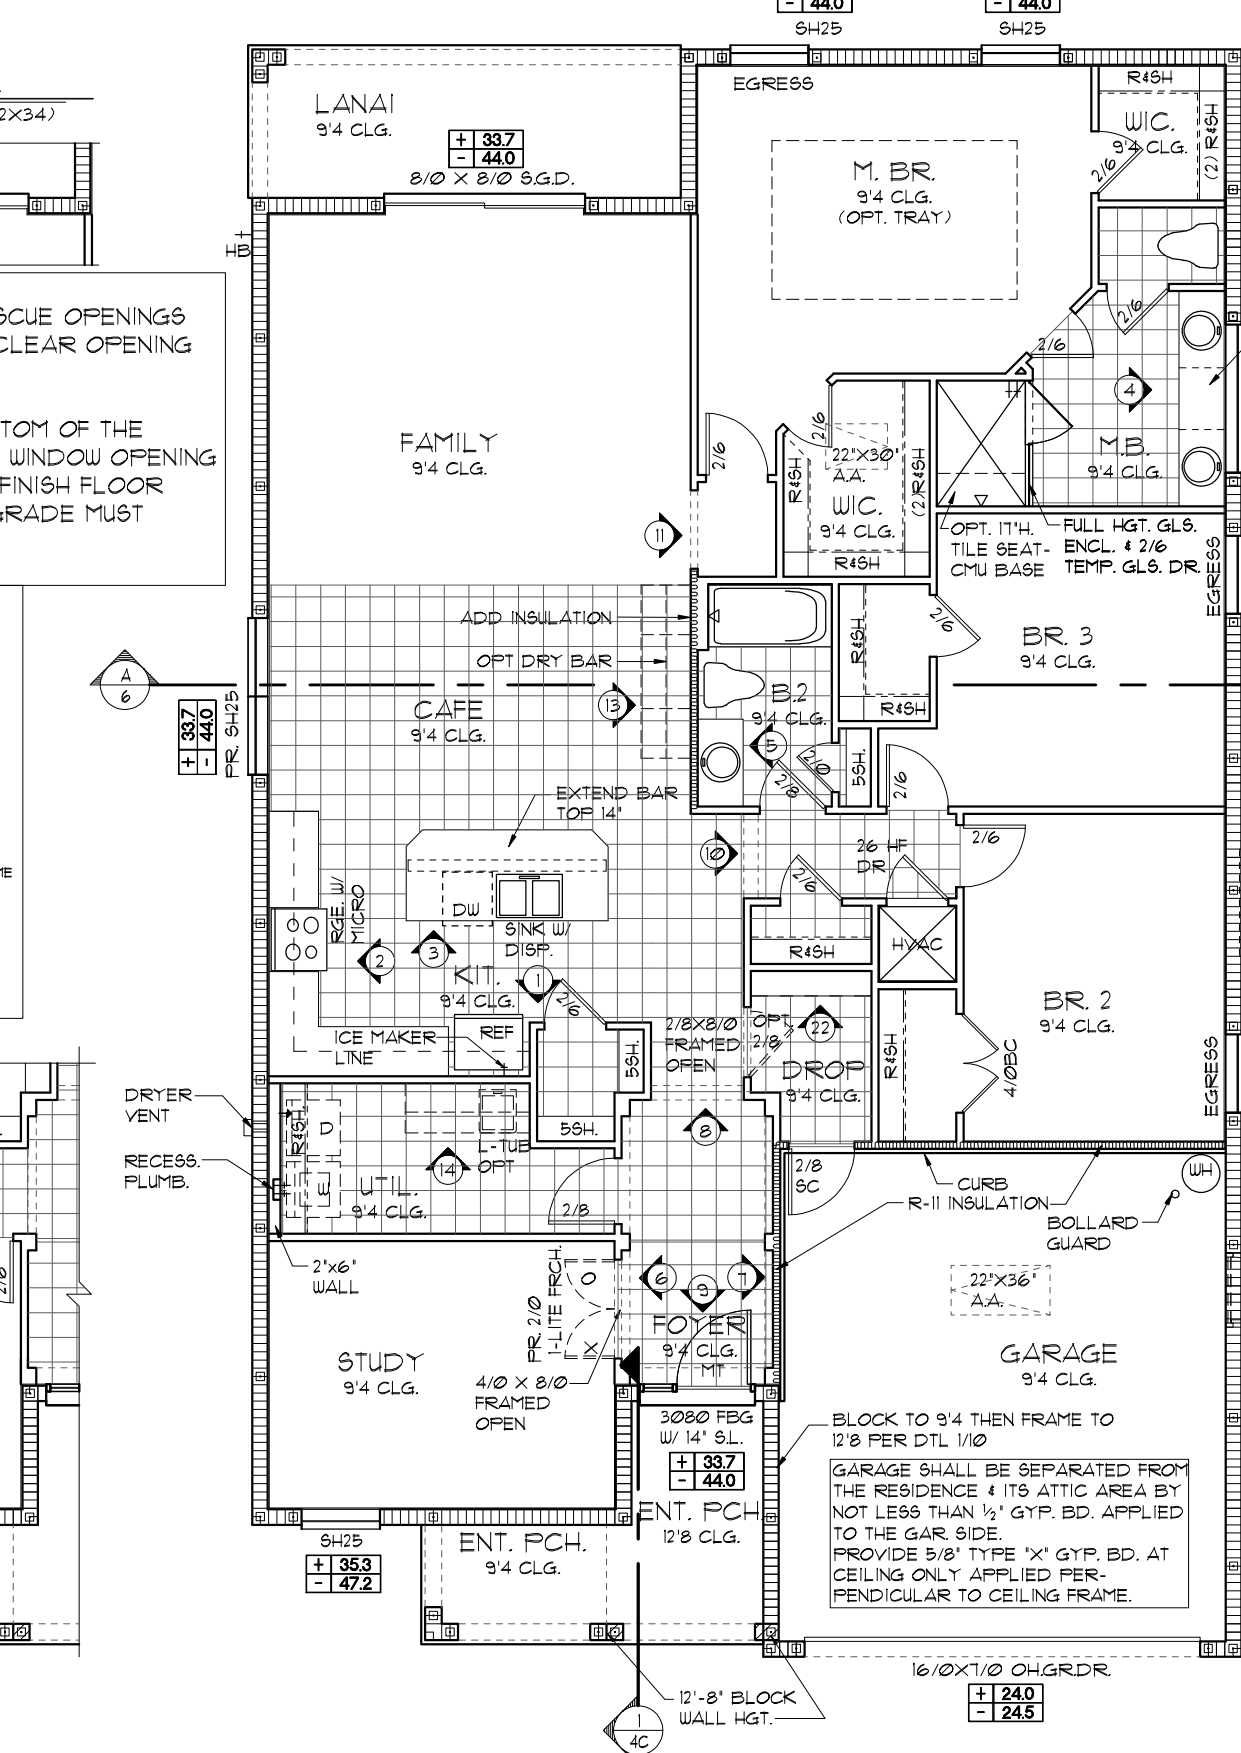 - 44.0
- 44.0
SH25
SH25
EGRESS
R&SH
2X34)
LANAI
9'4 CLG.
+ 33.7
- 44.0
8/0 X 8/0 S.G.D.
M. BR.
9'4 CLG.
(OPT. TRAY)
WIC.
9'4 CLG.
(2) R&SH
2/6
HB
SCUE OPENINGS
CLEAR OPENING
2/6
2/6
4
TOM OF THE
WINDOW OPENING
FINISH FLOOR
GRADE MUST
FAMILY
9'4 CLG.
2/6
2/6
22"X30"
A.A.
R&SH
WIC.
9'4 CLG.
(2)R&SH
R&SH
M.B.
9'4 CLG.
11
OPT. 17"H.
TILE SEAT-
CMU BASE
FULL HGT. GLS.
ENCL. & 2/6
TEMP. GLS. DR.
EGRESS
ADD INSULATION
OPT DRY BAR
2/6
R&SH
R&SH
BR. 3
9'4 CLG.
A
6
+ 33.7
- 44.0
PR. SH25
CAFE
9'4 CLG.
13
B.2
9'4 CLG.
5
2/0
2/8
5SH.
2/6
EXTEND BAR
TOP 14"
10
26 HF
DR
2/6
2/6
ME
RGE. W/
MICRO
DW
SINK W/
DISP.
R&SH
HVAC
2
3
KIT.
9'4 CLG.
1
2/6
BR. 2
9'4 CLG.
ICE MAKER
LINE
REF
5SH.
2/8X8/0
FRAMED
OPEN
OPT
2/8
22
DROP
9'4 CLG.
R&SH
4/0BC
EGRESS
DRYER
VENT
R&SH.
D
L-TUB
OPT
5SH.
8
RECESS.
PLUMB.
W
UTIL.
9'4 CLG.
14
2/8
2/8
SC
CURB
R-11 INSULATION
WH
BOLLARD
GUARD
2/6
2"x6"
WALL
PR. 2/0
1-LITE FRCH.
O
X
6
9
7
22"X36"
A.A.
FOYER
9'4 CLG.
MT
STUDY
9'4 CLG.
4/0 X 8/0
FRAMED
OPEN
GARAGE
9'4 CLG.
3080 FBG
W/ 14" S.L.
+ 33.7
- 44.0
BLOCK TO 9'4 THEN FRAME TO
12'8 PER DTL 1/10
GARAGE SHALL BE SEPARATED FROM
THE RESIDENCE & ITS ATTIC AREA BY
NOT LESS THAN ½" GYP. BD. APPLIED
TO THE GAR. SIDE.
PROVIDE 5/8" TYPE "X" GYP. BD. AT
CEILING ONLY APPLIED PER-
PENDICULAR TO CEILING FRAME.
ENT. PCH.
12'8 CLG.
SH25
+ 35.3
- 47.2
ENT. PCH.
9'4 CLG.
16/0X7/0 OH.GR.DR.
+ 24.0
- 24.5
12'-8" BLOCK
WALL HGT.
1
4C